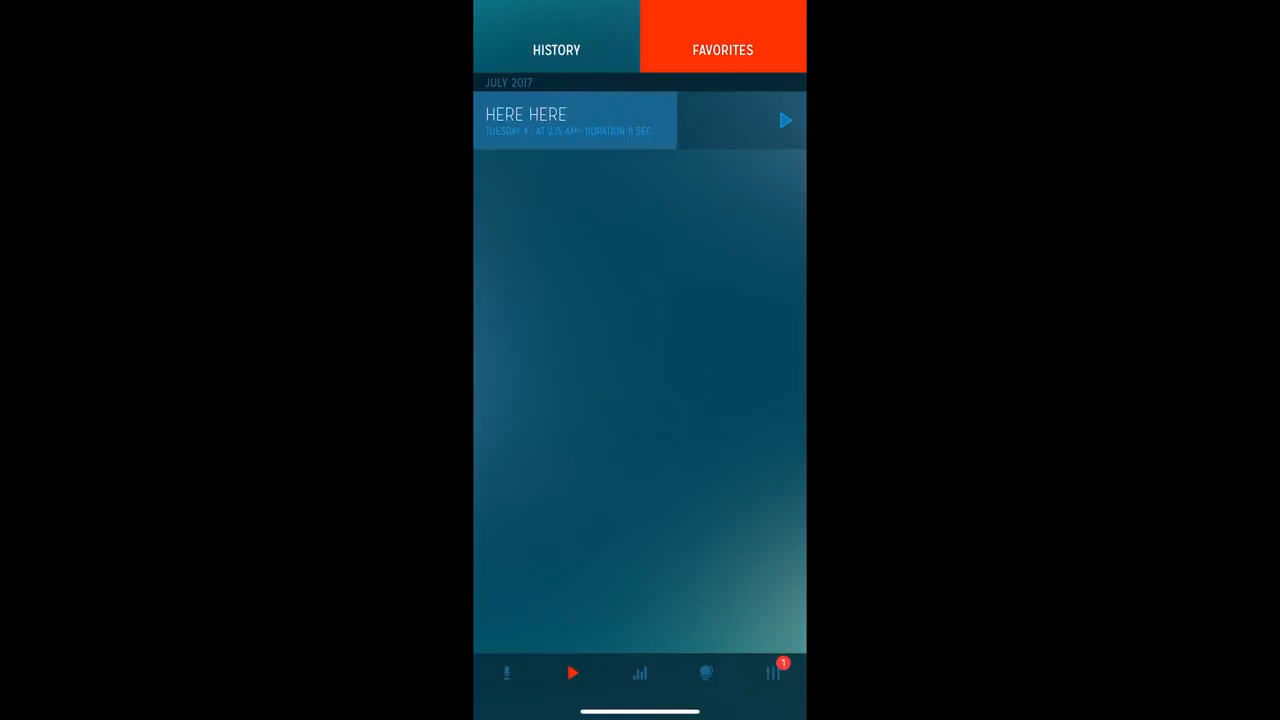 HISTORY
FAVORITES
JULY 2017
HERE HERE
TUESDAY 4 - AT 2.15 AM - DURATION 11 SEC
1